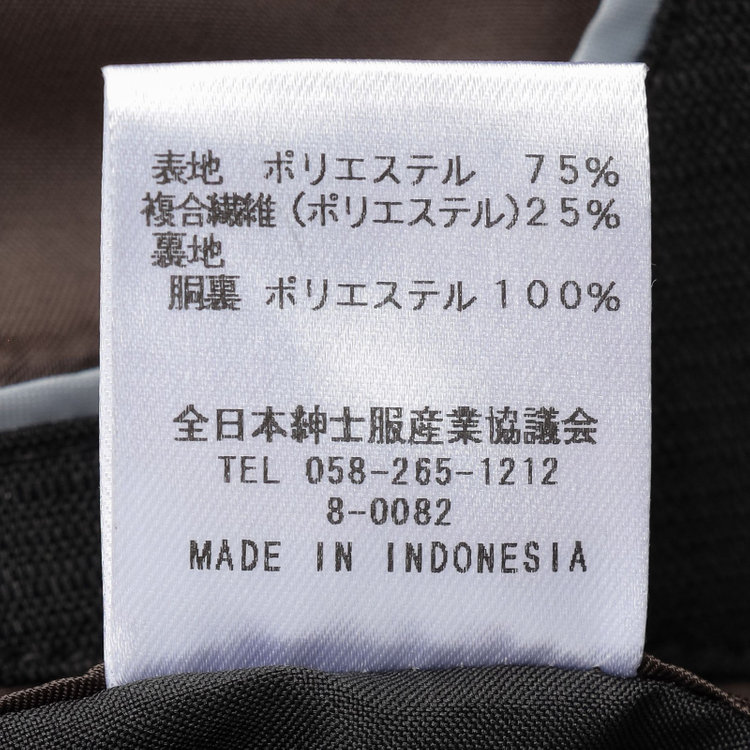 表地 ポリエステル 75%
複合繊維(ポリエステル)25%
裏地
胴裏 ポリエステル 100%
全日本紳士服産業協議会
TEL 058-265-1212
8-0082
MADE IN INDONESIA